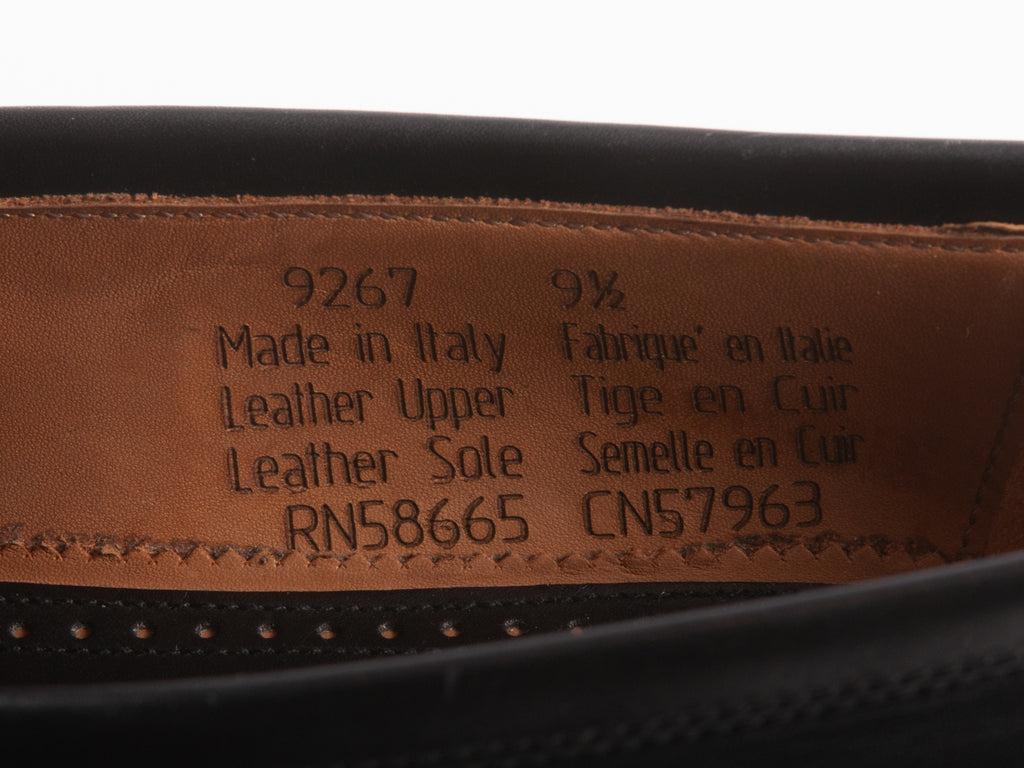 9267 9½
Made in Italy Fabrique' en Italie
Leather Upper Tige en Cuir
Leather Sole Semelle en Cuir
RN58665 CN57963